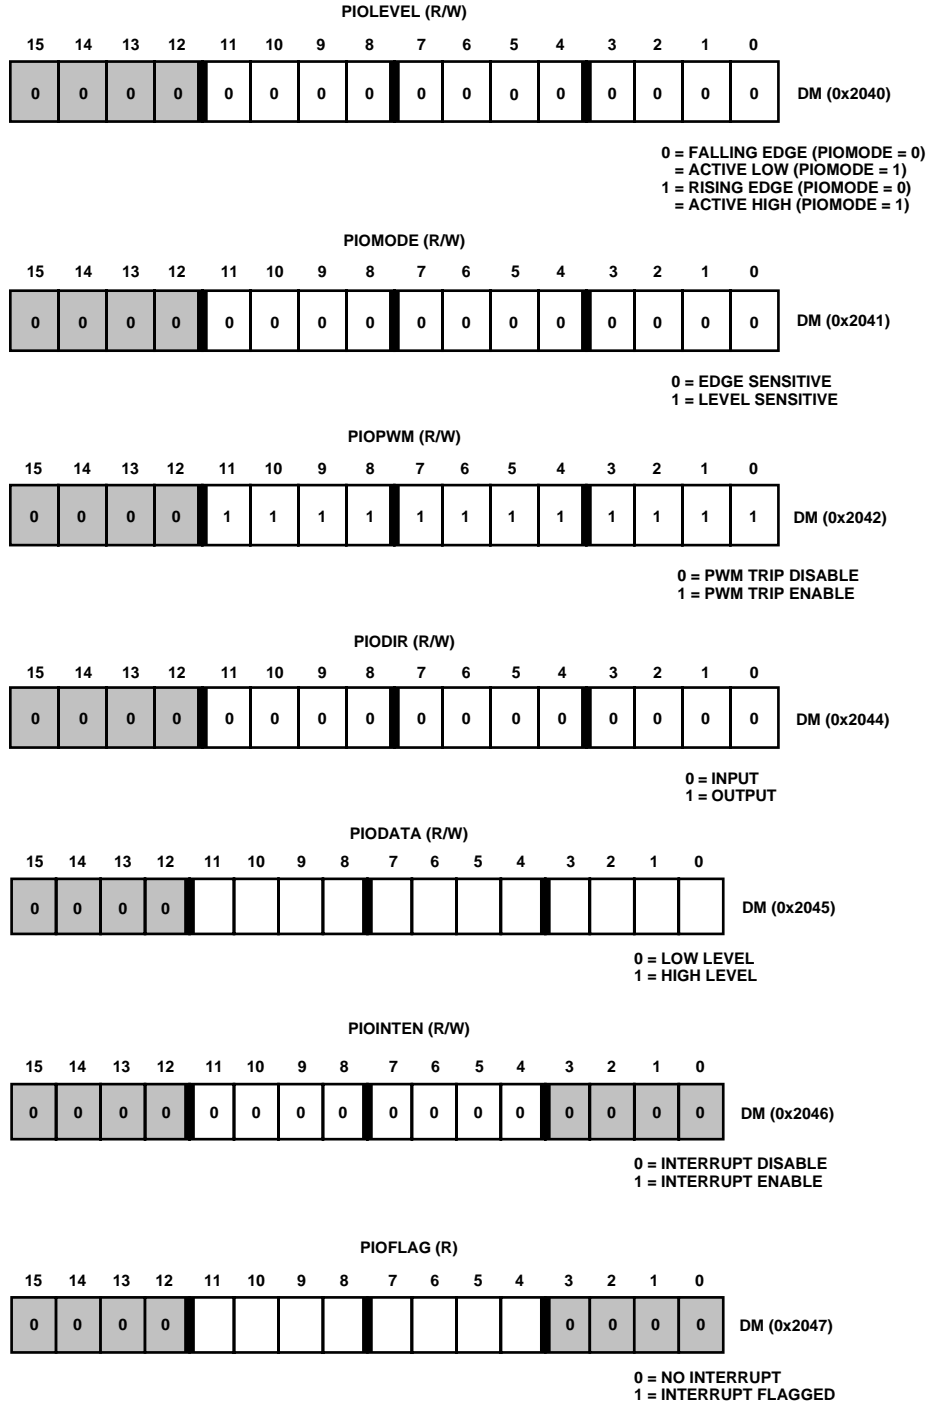 PIOLEVEL (R/W)
15 14 13 12 11 10 9 8 7 6 5 4 3 2 1 0
0 0 0 0 0 0 0 0 0 0 0 0 0 0 0 0 DM (0x2040)
0 = FALLING EDGE (PIOMODE = 0)
= ACTIVE LOW (PIOMODE = 1)
1 = RISING EDGE (PIOMODE = 0)
= ACTIVE HIGH (PIOMODE = 1)
PIOMODE (R/W)
15 14 13 12 11 10 9 8 7 6 5 4 3 2 1 0
0 0 0 0 0 0 0 0 0 0 0 0 0 0 0 0 DM (0x2041)
0 = EDGE SENSITIVE
1 = LEVEL SENSITIVE
PIOPWM (R/W)
15 14 13 12 11 10 9 8 7 6 5 4 3 2 1 0
0 0 0 0 1 1 1 1 1 1 1 1 1 1 1 1 DM (0x2042)
0 = PWM TRIP DISABLE
1 = PWM TRIP ENABLE
PIODIR (R/W)
15 14 13 12 11 10 9 8 7 6 5 4 3 2 1 0
0 0 0 0 0 0 0 0 0 0 0 0 0 0 0 0 DM (0x2044)
0 = INPUT
1 = OUTPUT
PIODATA (R/W)
15 14 13 12 11 10 9 8 7 6 5 4 3 2 1 0
0 0 0 0 DM (0x2045)
0 = LOW LEVEL
1 = HIGH LEVEL
PIOINTEN (R/W)
15 14 13 12 11 10 9 8 7 6 5 4 3 2 1 0
0 0 0 0 0 0 0 0 0 0 0 0 0 0 0 0 DM (0x2046)
0 = INTERRUPT DISABLE
1 = INTERRUPT ENABLE
PIOFLAG (R)
15 14 13 12 11 10 9 8 7 6 5 4 3 2 1 0
0 0 0 0 0 0 0 0 DM (0x2047)
0 = NO INTERRUPT
1 = INTERRUPT FLAGGED